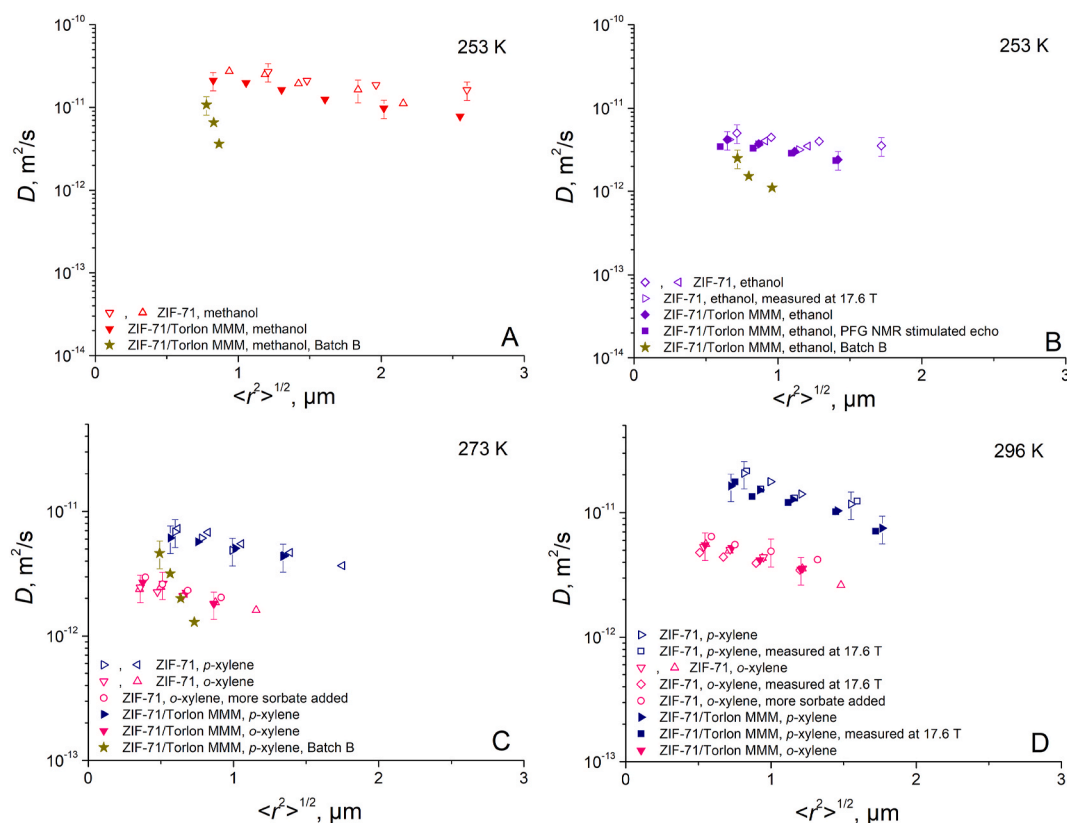 10⁻¹⁰
253 K
10⁻¹¹
D, m²/s
10⁻¹²
10⁻¹³
, ZIF-71, methanol
ZIF-71/Torlon MMM, methanol
ZIF-71/Torlon MMM, methanol, Batch B
A
10⁻¹⁴
0 1 2 3
<r²>^1/2, μm
10⁻¹⁰
253 K
10⁻¹¹
D, m²/s
10⁻¹²
10⁻¹³
, ZIF-71, ethanol
ZIF-71, ethanol, measured at 17.6 T
ZIF-71/Torlon MMM, ethanol
ZIF-71/Torlon MMM, ethanol, PFG NMR stimulated echo
ZIF-71/Torlon MMM, ethanol, Batch B
B
10⁻¹⁴
0 1 2 3
<r²>^1/2, μm
273 K
10⁻¹¹
D, m²/s
10⁻¹²
, ZIF-71, p-xylene
, ZIF-71, o-xylene
ZIF-71, o-xylene, more sorbate added
ZIF-71/Torlon MMM, p-xylene
ZIF-71/Torlon MMM, o-xylene
ZIF-71/Torlon MMM, p-xylene, Batch B
C
10⁻¹³
0 1 2 3
<r²>^1/2, μm
296 K
10⁻¹¹
D, m²/s
10⁻¹²
ZIF-71, p-xylene
ZIF-71, p-xylene, measured at 17.6 T
, ZIF-71, o-xylene
ZIF-71, o-xylene, measured at 17.6 T
ZIF-71, o-xylene, more sorbate added
ZIF-71/Torlon MMM, p-xylene
ZIF-71/Torlon MMM, p-xylene, measured at 17.6 T
ZIF-71/Torlon MMM, o-xylene
D
10⁻¹³
0 1 2 3
<r²>^1/2, μm